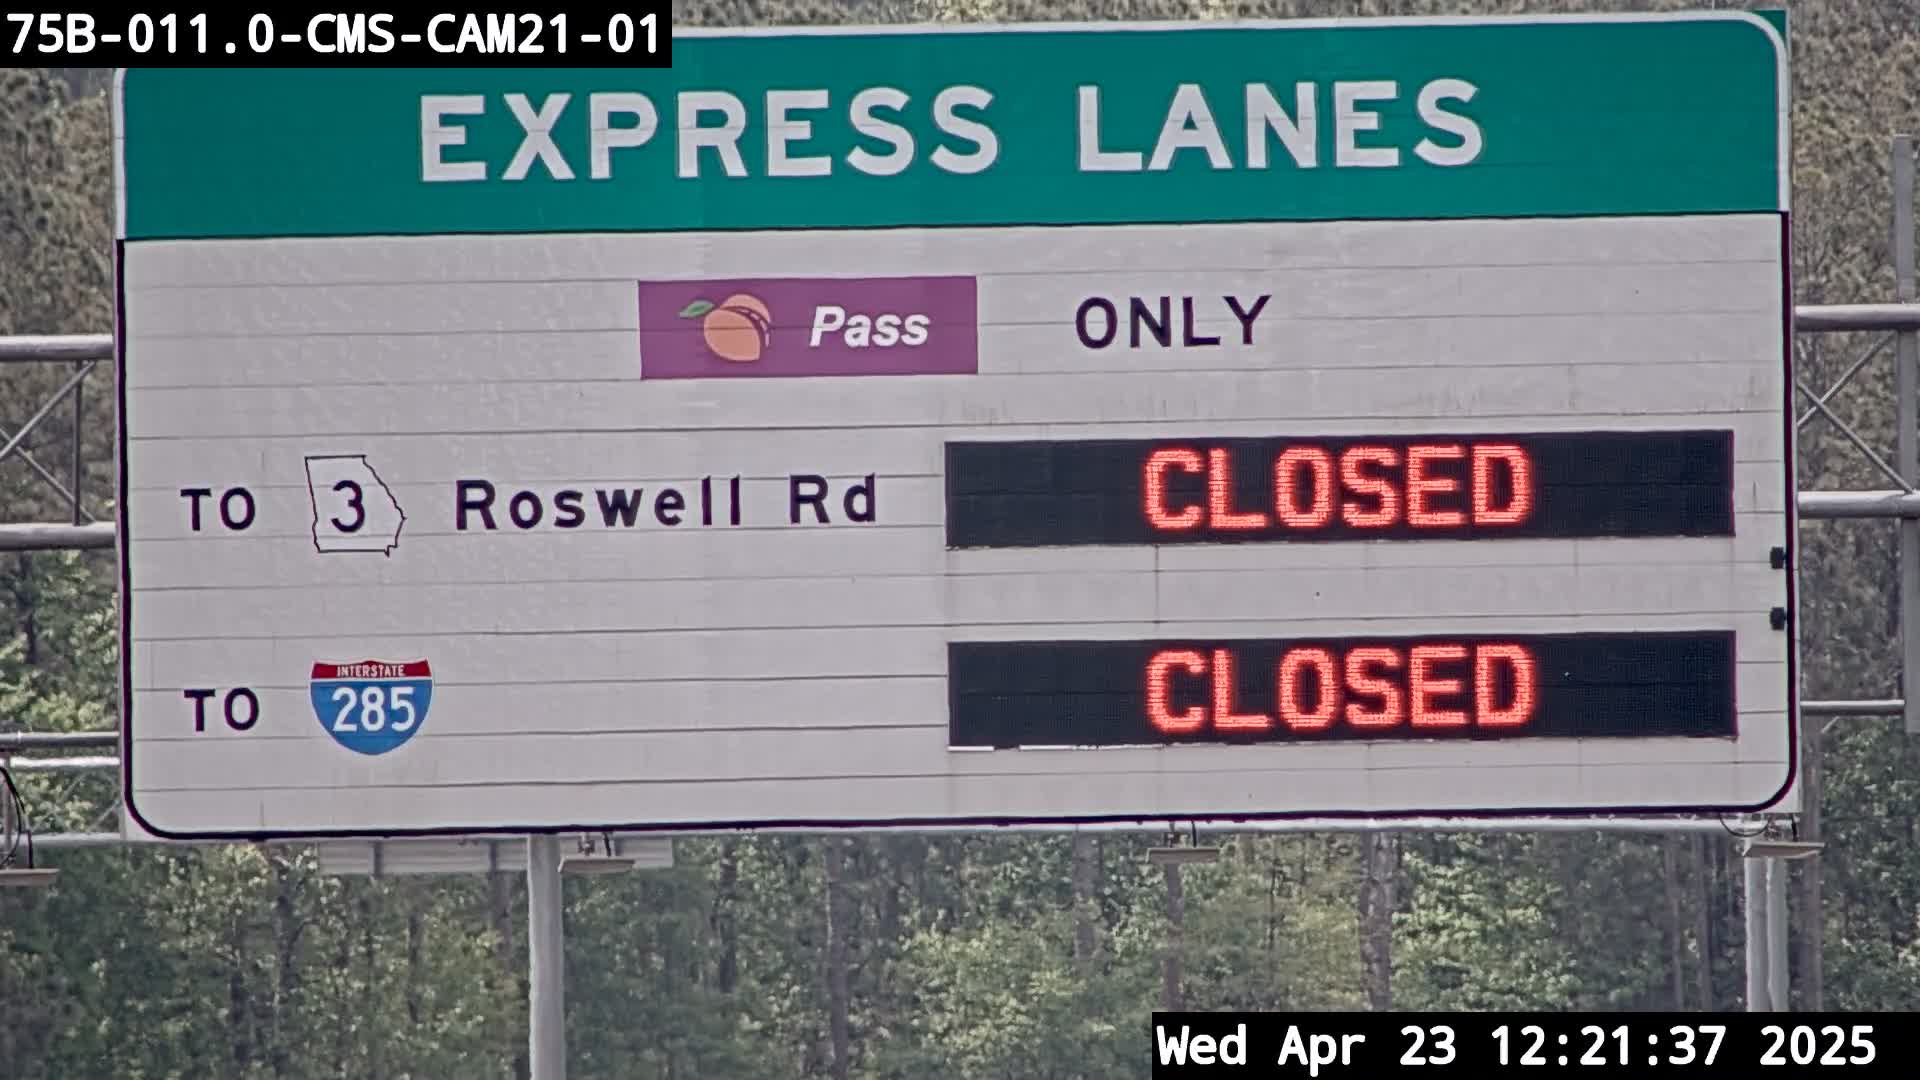 75B-011.0-CMS-CAM21-01
EXPRESS LANES
Pass ONLY
TO 3 Roswell Rd CLOSED
INTERSTATE
TO 285 CLOSED
Wed Apr 23 12:21:37 2025